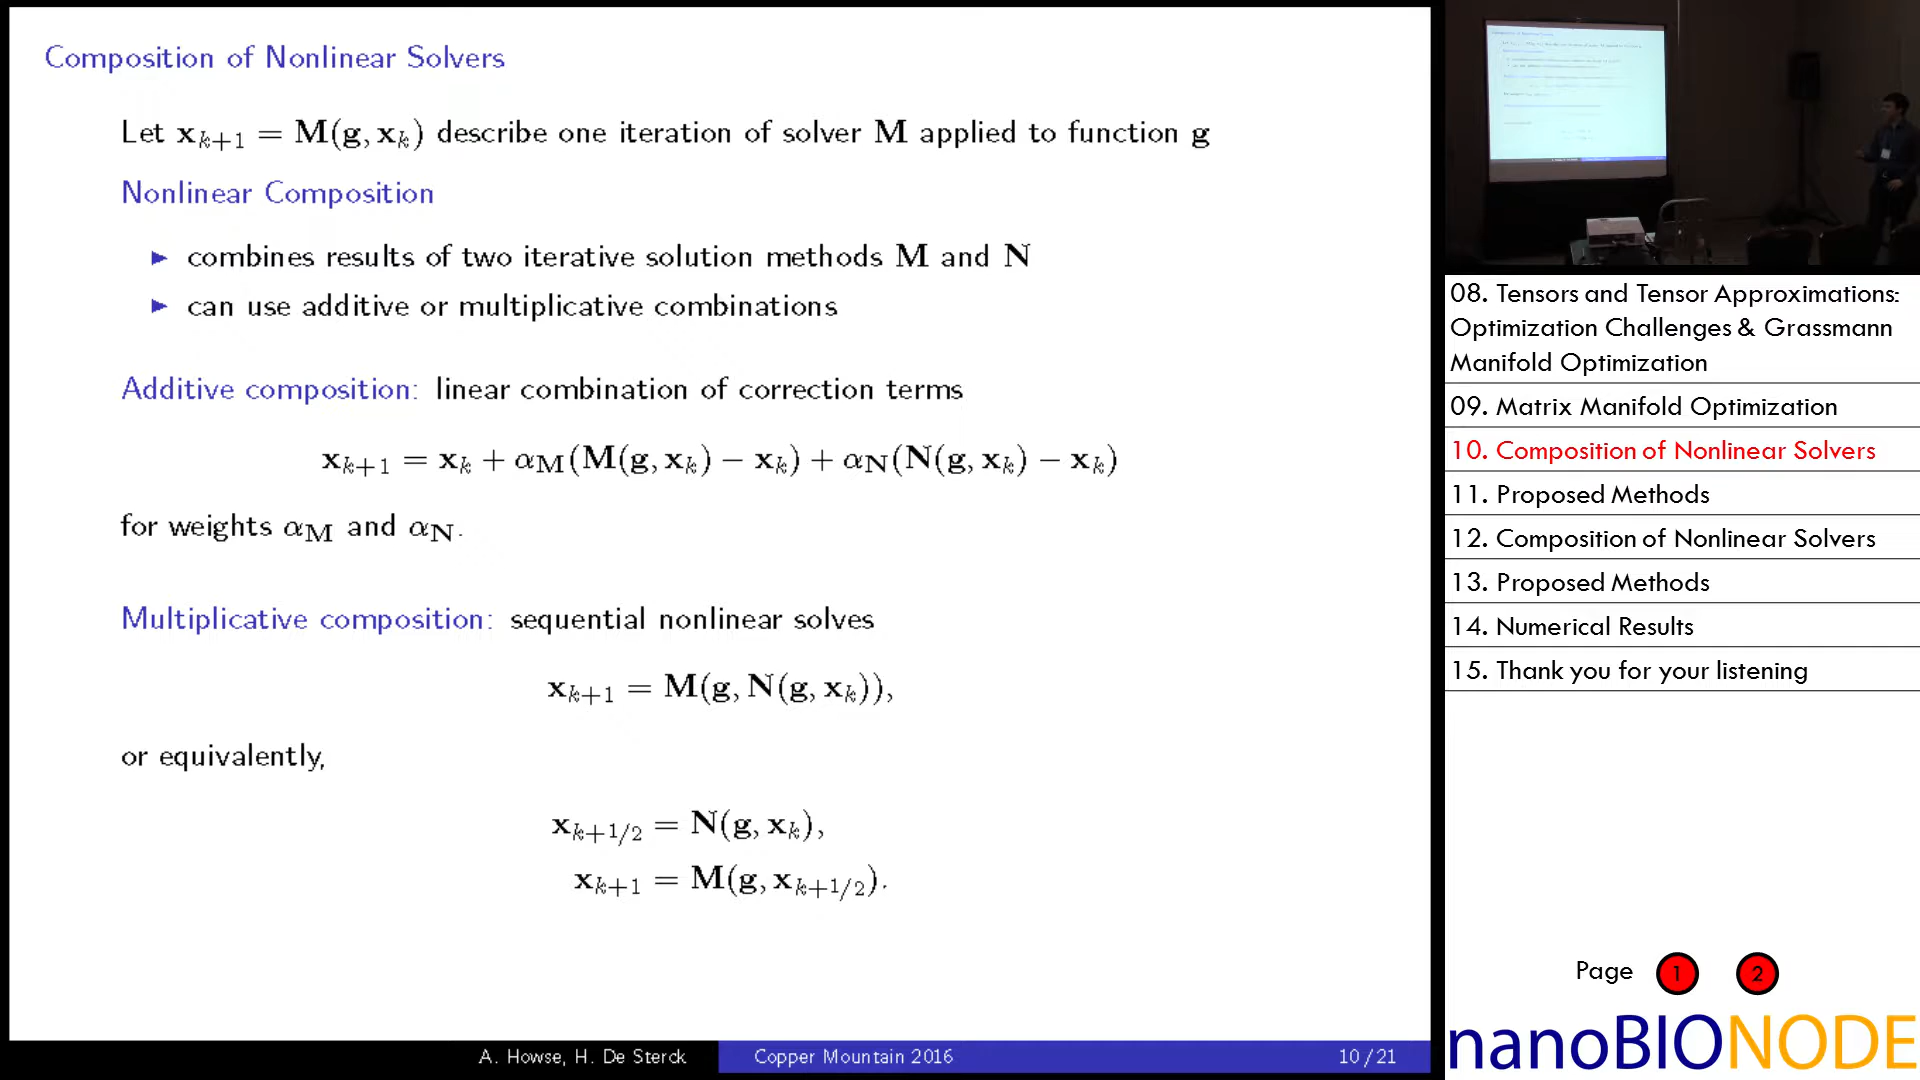 Composition of Nonlinear Solvers
Let x_{k+1} = M(g, x_k) describe one iteration of solver M applied to function g
Nonlinear Composition
▶ combines results of two iterative solution methods M and N
▶ can use additive or multiplicative combinations
Additive composition: linear combination of correction terms
x_{k+1} = x_k + α_M(M(g, x_k) − x_k) + α_N(N(g, x_k) − x_k)
for weights α_M and α_N.
Multiplicative composition: sequential nonlinear solves
x_{k+1} = M(g, N(g, x_k)),
or equivalently,
x_{k+1/2} = N(g, x_k),
x_{k+1} = M(g, x_{k+1/2}).
A. Howse, H. De Sterck Copper Mountain 2016 10/21
08. Tensors and Tensor Approximations:
Optimization Challenges & Grassmann
Manifold Optimization
09. Matrix Manifold Optimization
10. Composition of Nonlinear Solvers
11. Proposed Methods
12. Composition of Nonlinear Solvers
13. Proposed Methods
14. Numerical Results
15. Thank you for your listening
Page 1 2
nanoBIONODE